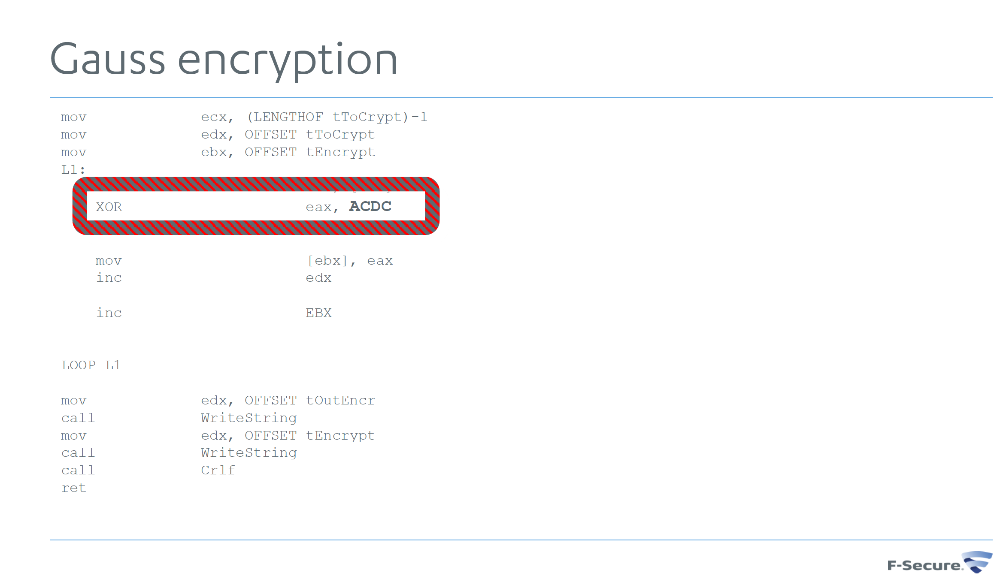 Gauss encryption
mov ecx, (LENGTHOF tToCrypt)-1
mov edx, OFFSET tToCrypt
mov ebx, OFFSET tEncrypt
L1:
XOR eax, ACDC
mov [ebx], eax
inc edx
inc EBX
LOOP L1
mov edx, OFFSET tOutEncr
call WriteString
mov edx, OFFSET tEncrypt
call WriteString
call Crlf
ret
F-Secure.